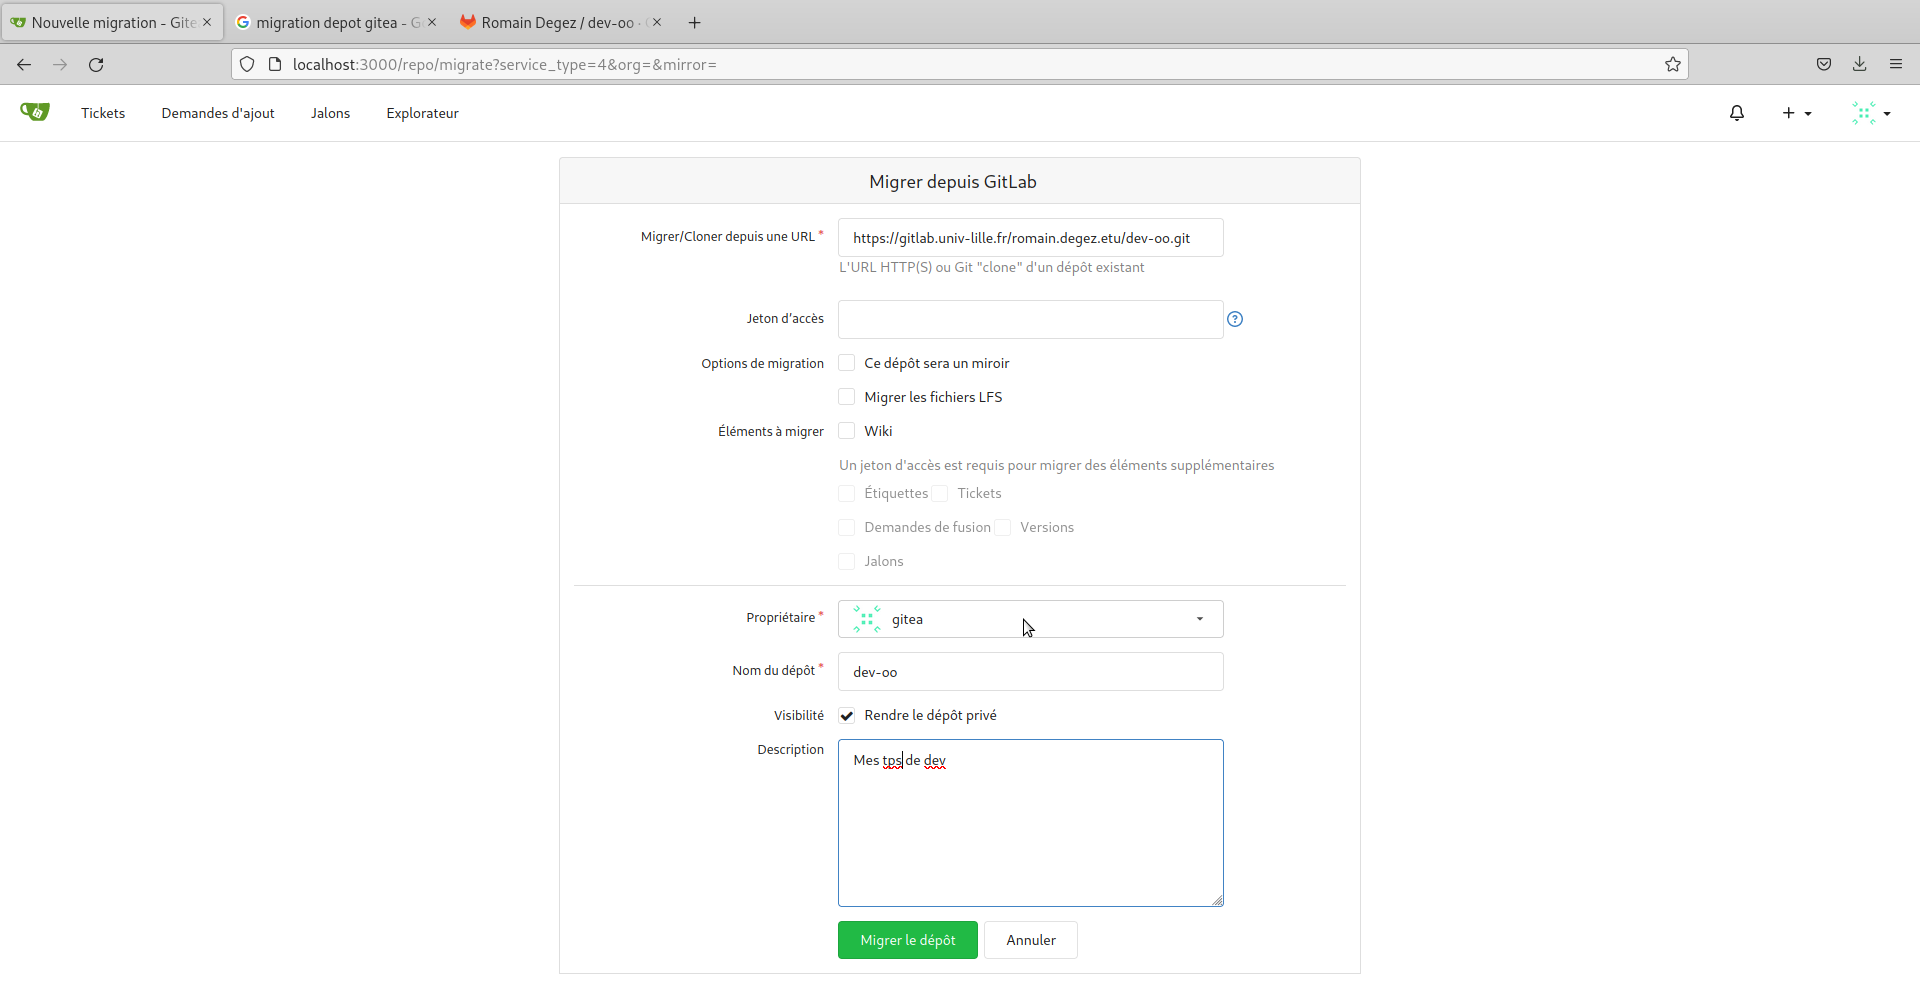 Nouvelle migration - Gite
migration depot gitea - G
Romain Degez / dev-oo ·
localhost:3000/repo/migrate?service_type=4&org=&mirror=
Tickets
Demandes d'ajout
Jalons
Explorateur
Migrer depuis GitLab
Migrer/Cloner depuis une URL *
https://gitlab.univ-lille.fr/romain.degez.etu/dev-oo.git
L'URL HTTP(S) ou Git "clone" d'un dépôt existant
Jeton d’accès
Options de migration
Ce dépôt sera un miroir
Migrer les fichiers LFS
Éléments à migrer
Wiki
Un jeton d'accès est requis pour migrer des éléments supplémentaires
Étiquettes Tickets
Demandes de fusion Versions
Jalons
Propriétaire *
gitea
Nom du dépôt *
dev-oo
Visibilité
Rendre le dépôt privé
Description
Mes tps de dev
Migrer le dépôt
Annuler